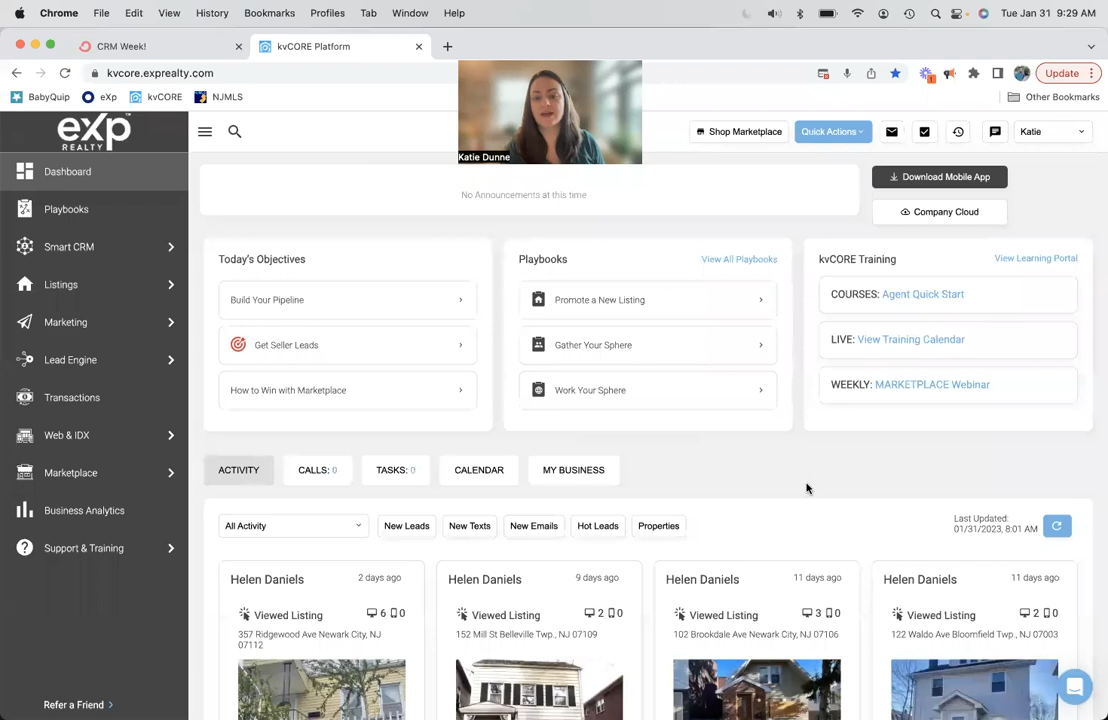 Chrome File Edit View History Bookmarks Profiles Tab Window Help Tue Jan 31 9:29 AM
CRM Week! kvCORE Platform
kvcore.exprealty.com Update
BabyQuip eXp kvCORE NJMLS Other Bookmarks
eXp
REALTY
Shop Marketplace Quick Actions Katie
Katie Dunne
Dashboard
Playbooks
Smart CRM
Listings
Marketing
Lead Engine
Transactions
Web & IDX
Marketplace
Business Analytics
Support & Training
Refer a Friend
No Announcements at this time
Download Mobile App
Company Cloud
Today's Objectives
Build Your Pipeline
Get Seller Leads
How to Win with Marketplace
Playbooks View All Playbooks
Promote a New Listing
Gather Your Sphere
Work Your Sphere
kvCORE Training View Learning Portal
COURSES: Agent Quick Start
LIVE: View Training Calendar
WEEKLY: MARKETPLACE Webinar
ACTIVITY CALLS: 0 TASKS: 0 CALENDAR MY BUSINESS
All Activity New Leads New Texts New Emails Hot Leads Properties
Last Updated:
01/31/2023, 8:01 AM
Helen Daniels 2 days ago
Viewed Listing 6 0
357 Ridgewood Ave Newark City, NJ
07112
Helen Daniels 9 days ago
Viewed Listing 2 0
152 Mill St Belleville Twp., NJ 07109
Helen Daniels 11 days ago
Viewed Listing 3 0
102 Brookdale Ave Newark City, NJ 07106
Helen Daniels 11 days ago
Viewed Listing 2 0
122 Waldo Ave Bloomfield Twp., NJ 07003